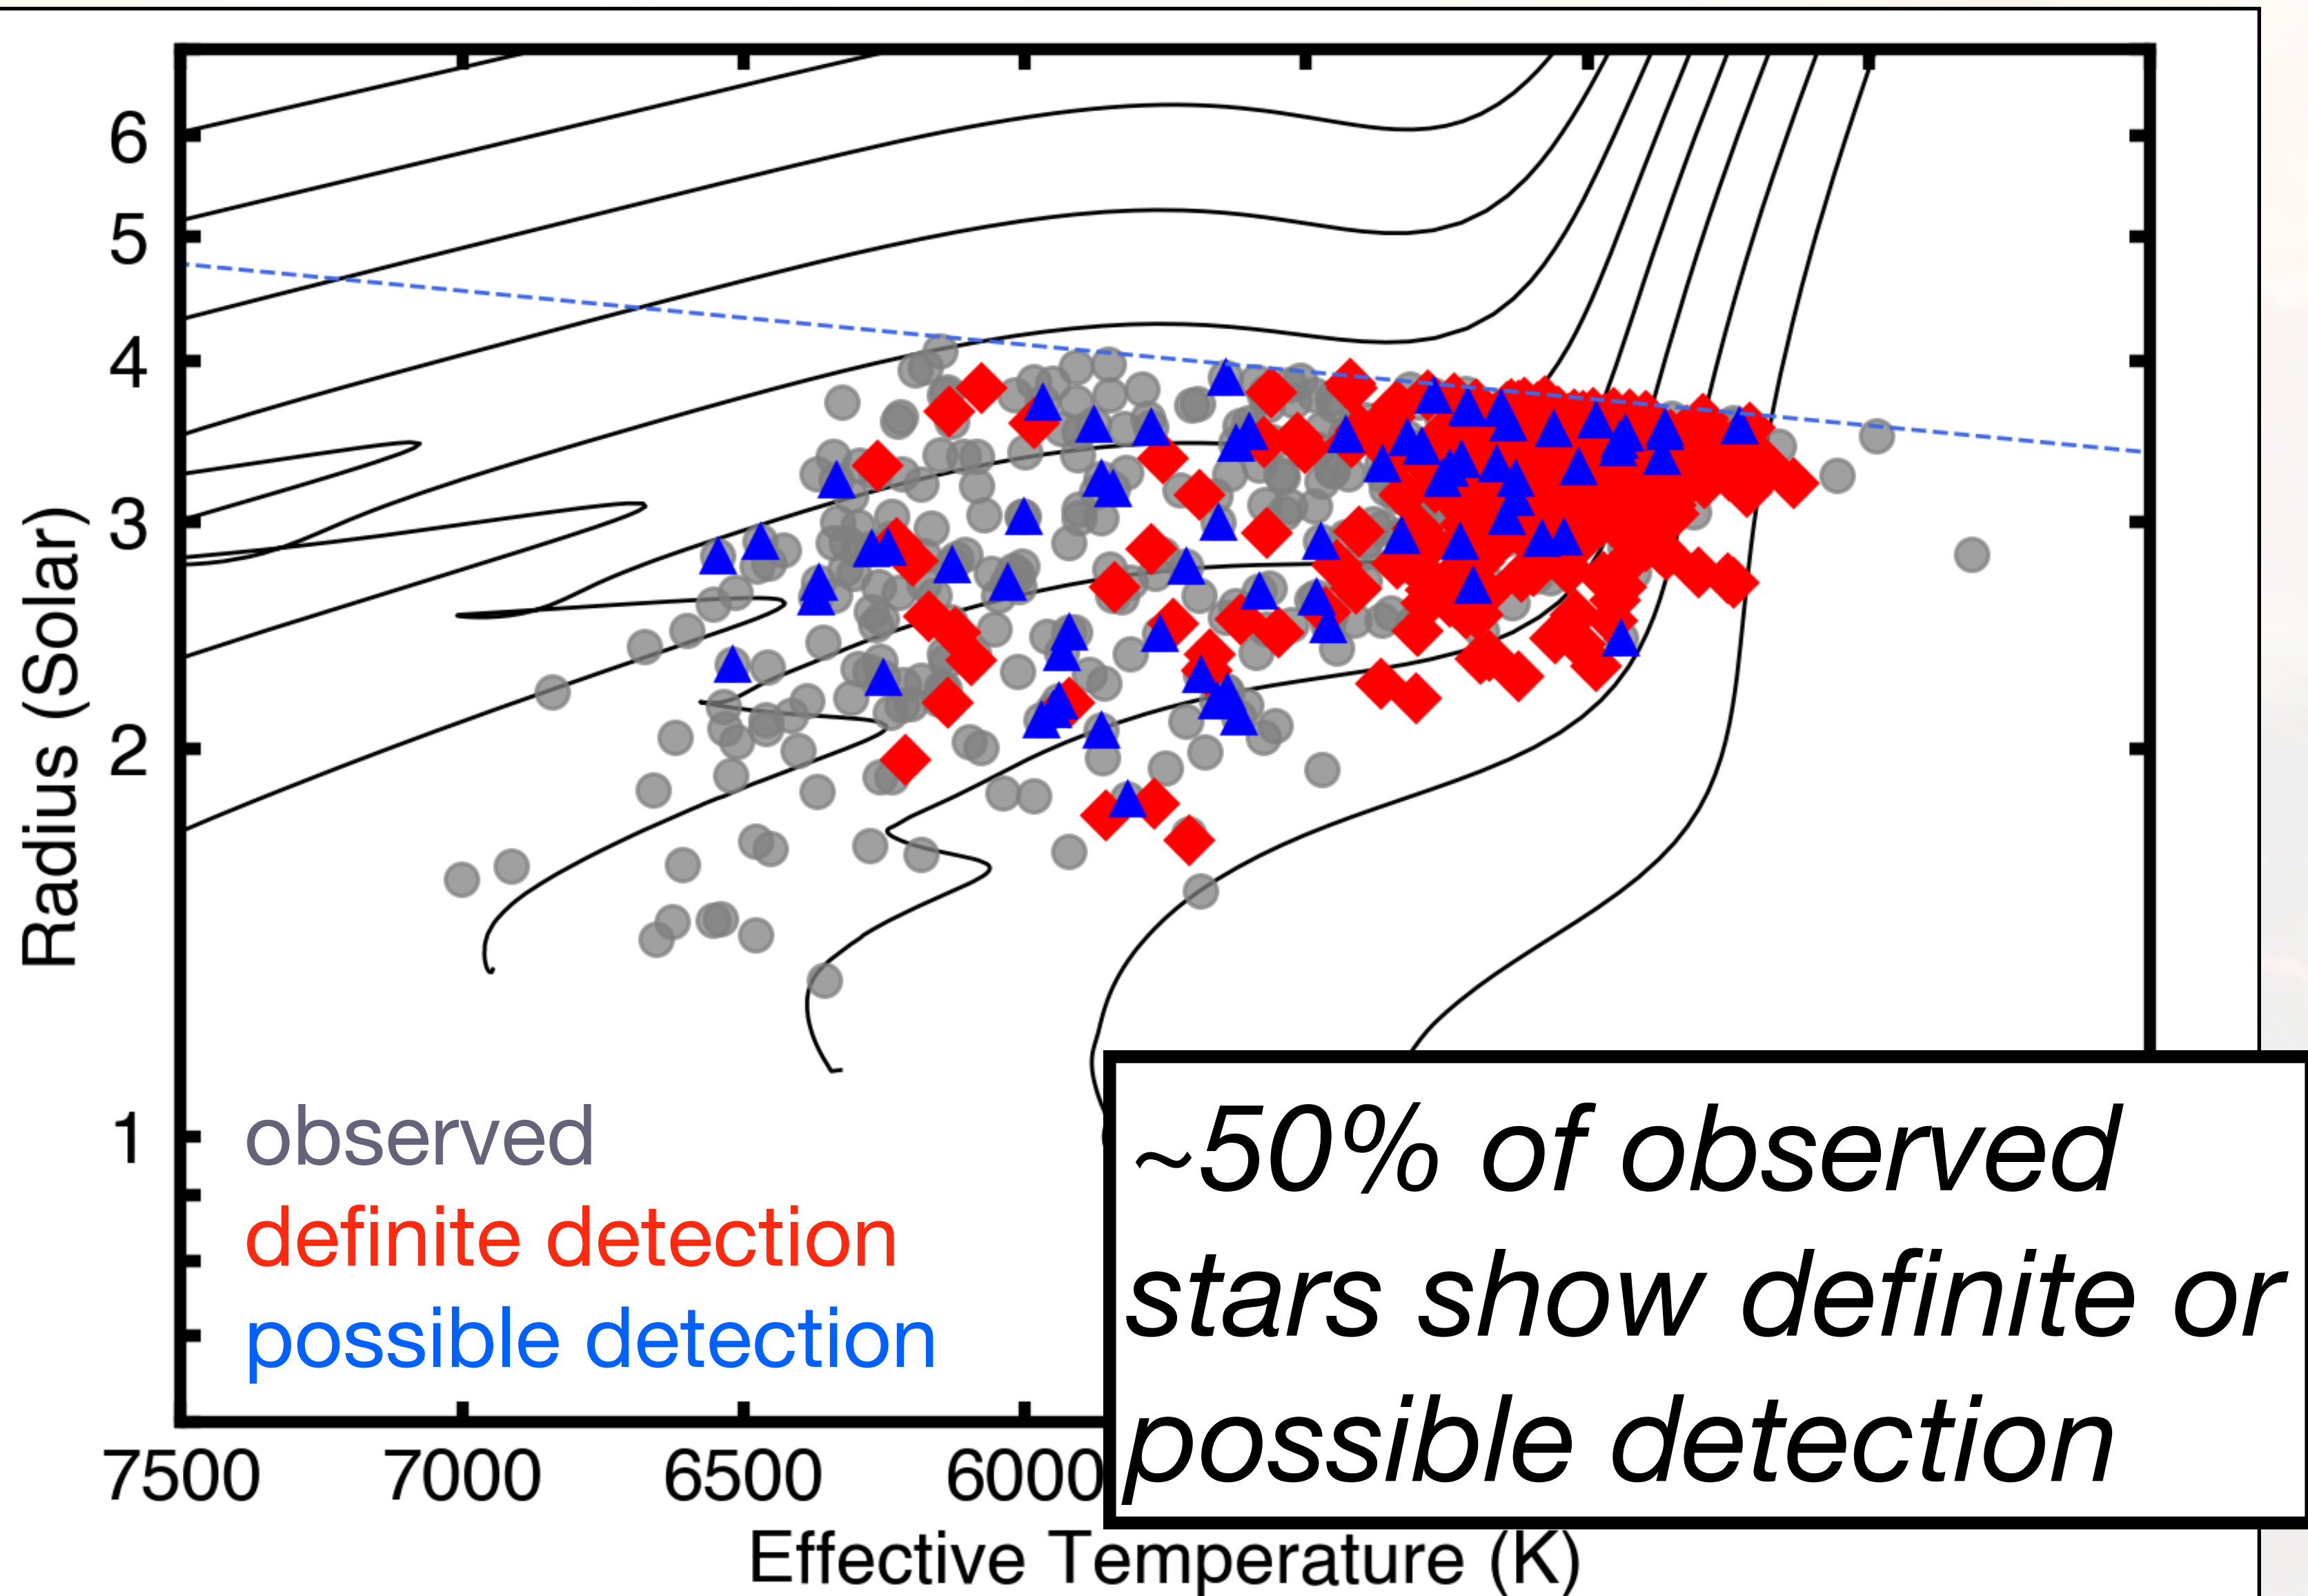 6
5
4
3
2
1
Radius (Solar)
observed
definite detection
possible detection
~50% of observed
stars show definite or
possible detection
7500 7000 6500 6000
Effective Temperature (K)